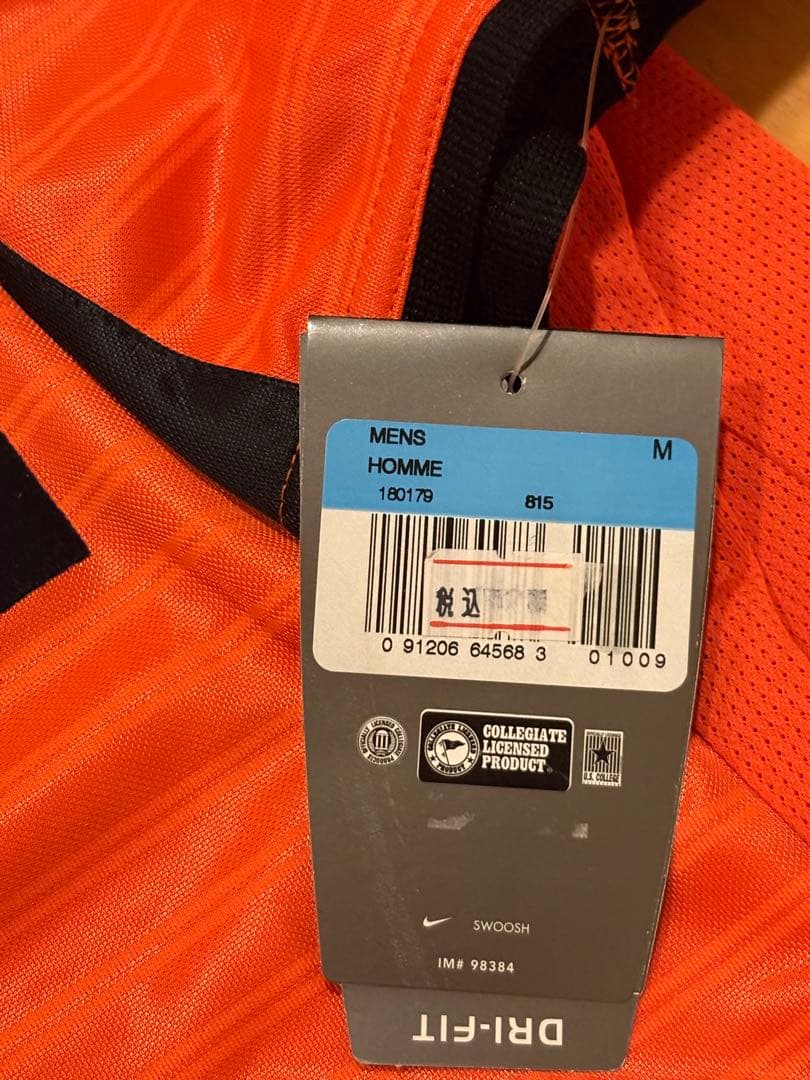 MENS
M
HOMME
180179
815
税込
0 91206 64568 3
01009
COLLEGIATE
LICENSED
PRODUCT
U.S. COLLEGE
SWOOSH
IM# 98384
DRI-FIT